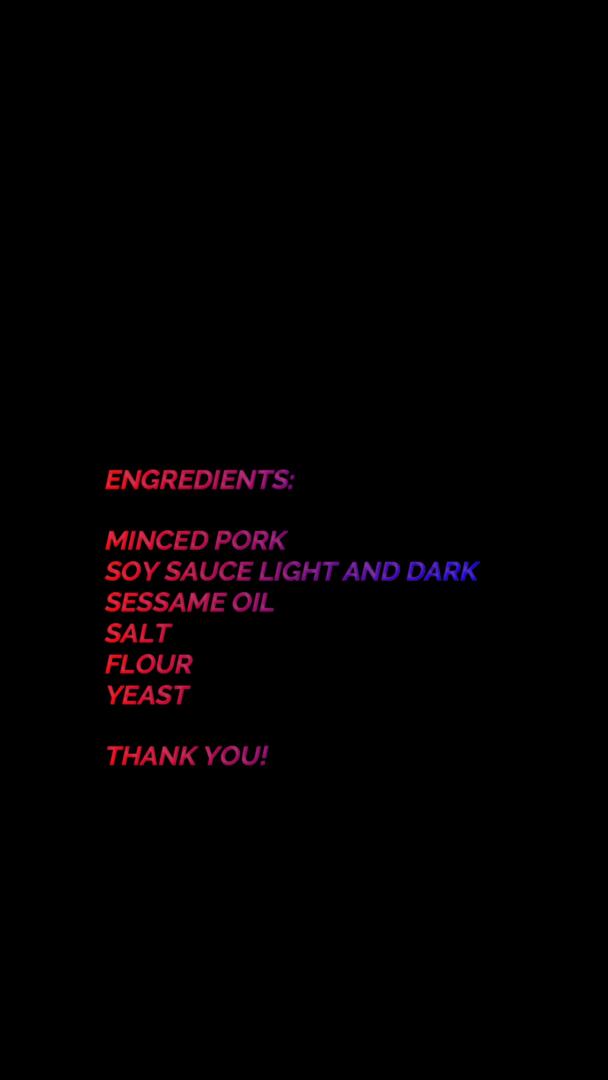 ENGREDIENTS:
MINCED PORK
SOY SAUCE LIGHT AND DARK
SESSAME OIL
SALT
FLOUR
YEAST
THANK YOU!